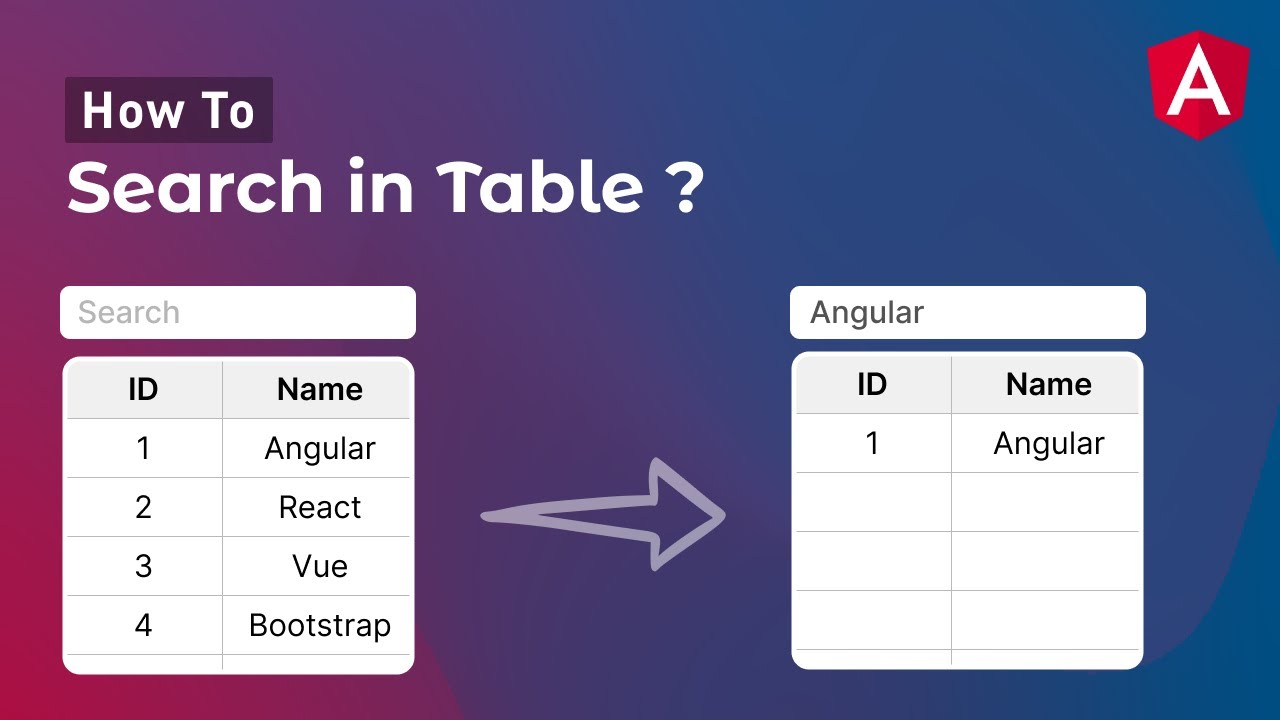 How To
Search in Table ?
Search
ID Name
1 Angular
2 React
3 Vue
4 Bootstrap
Angular
ID Name
1 Angular
A